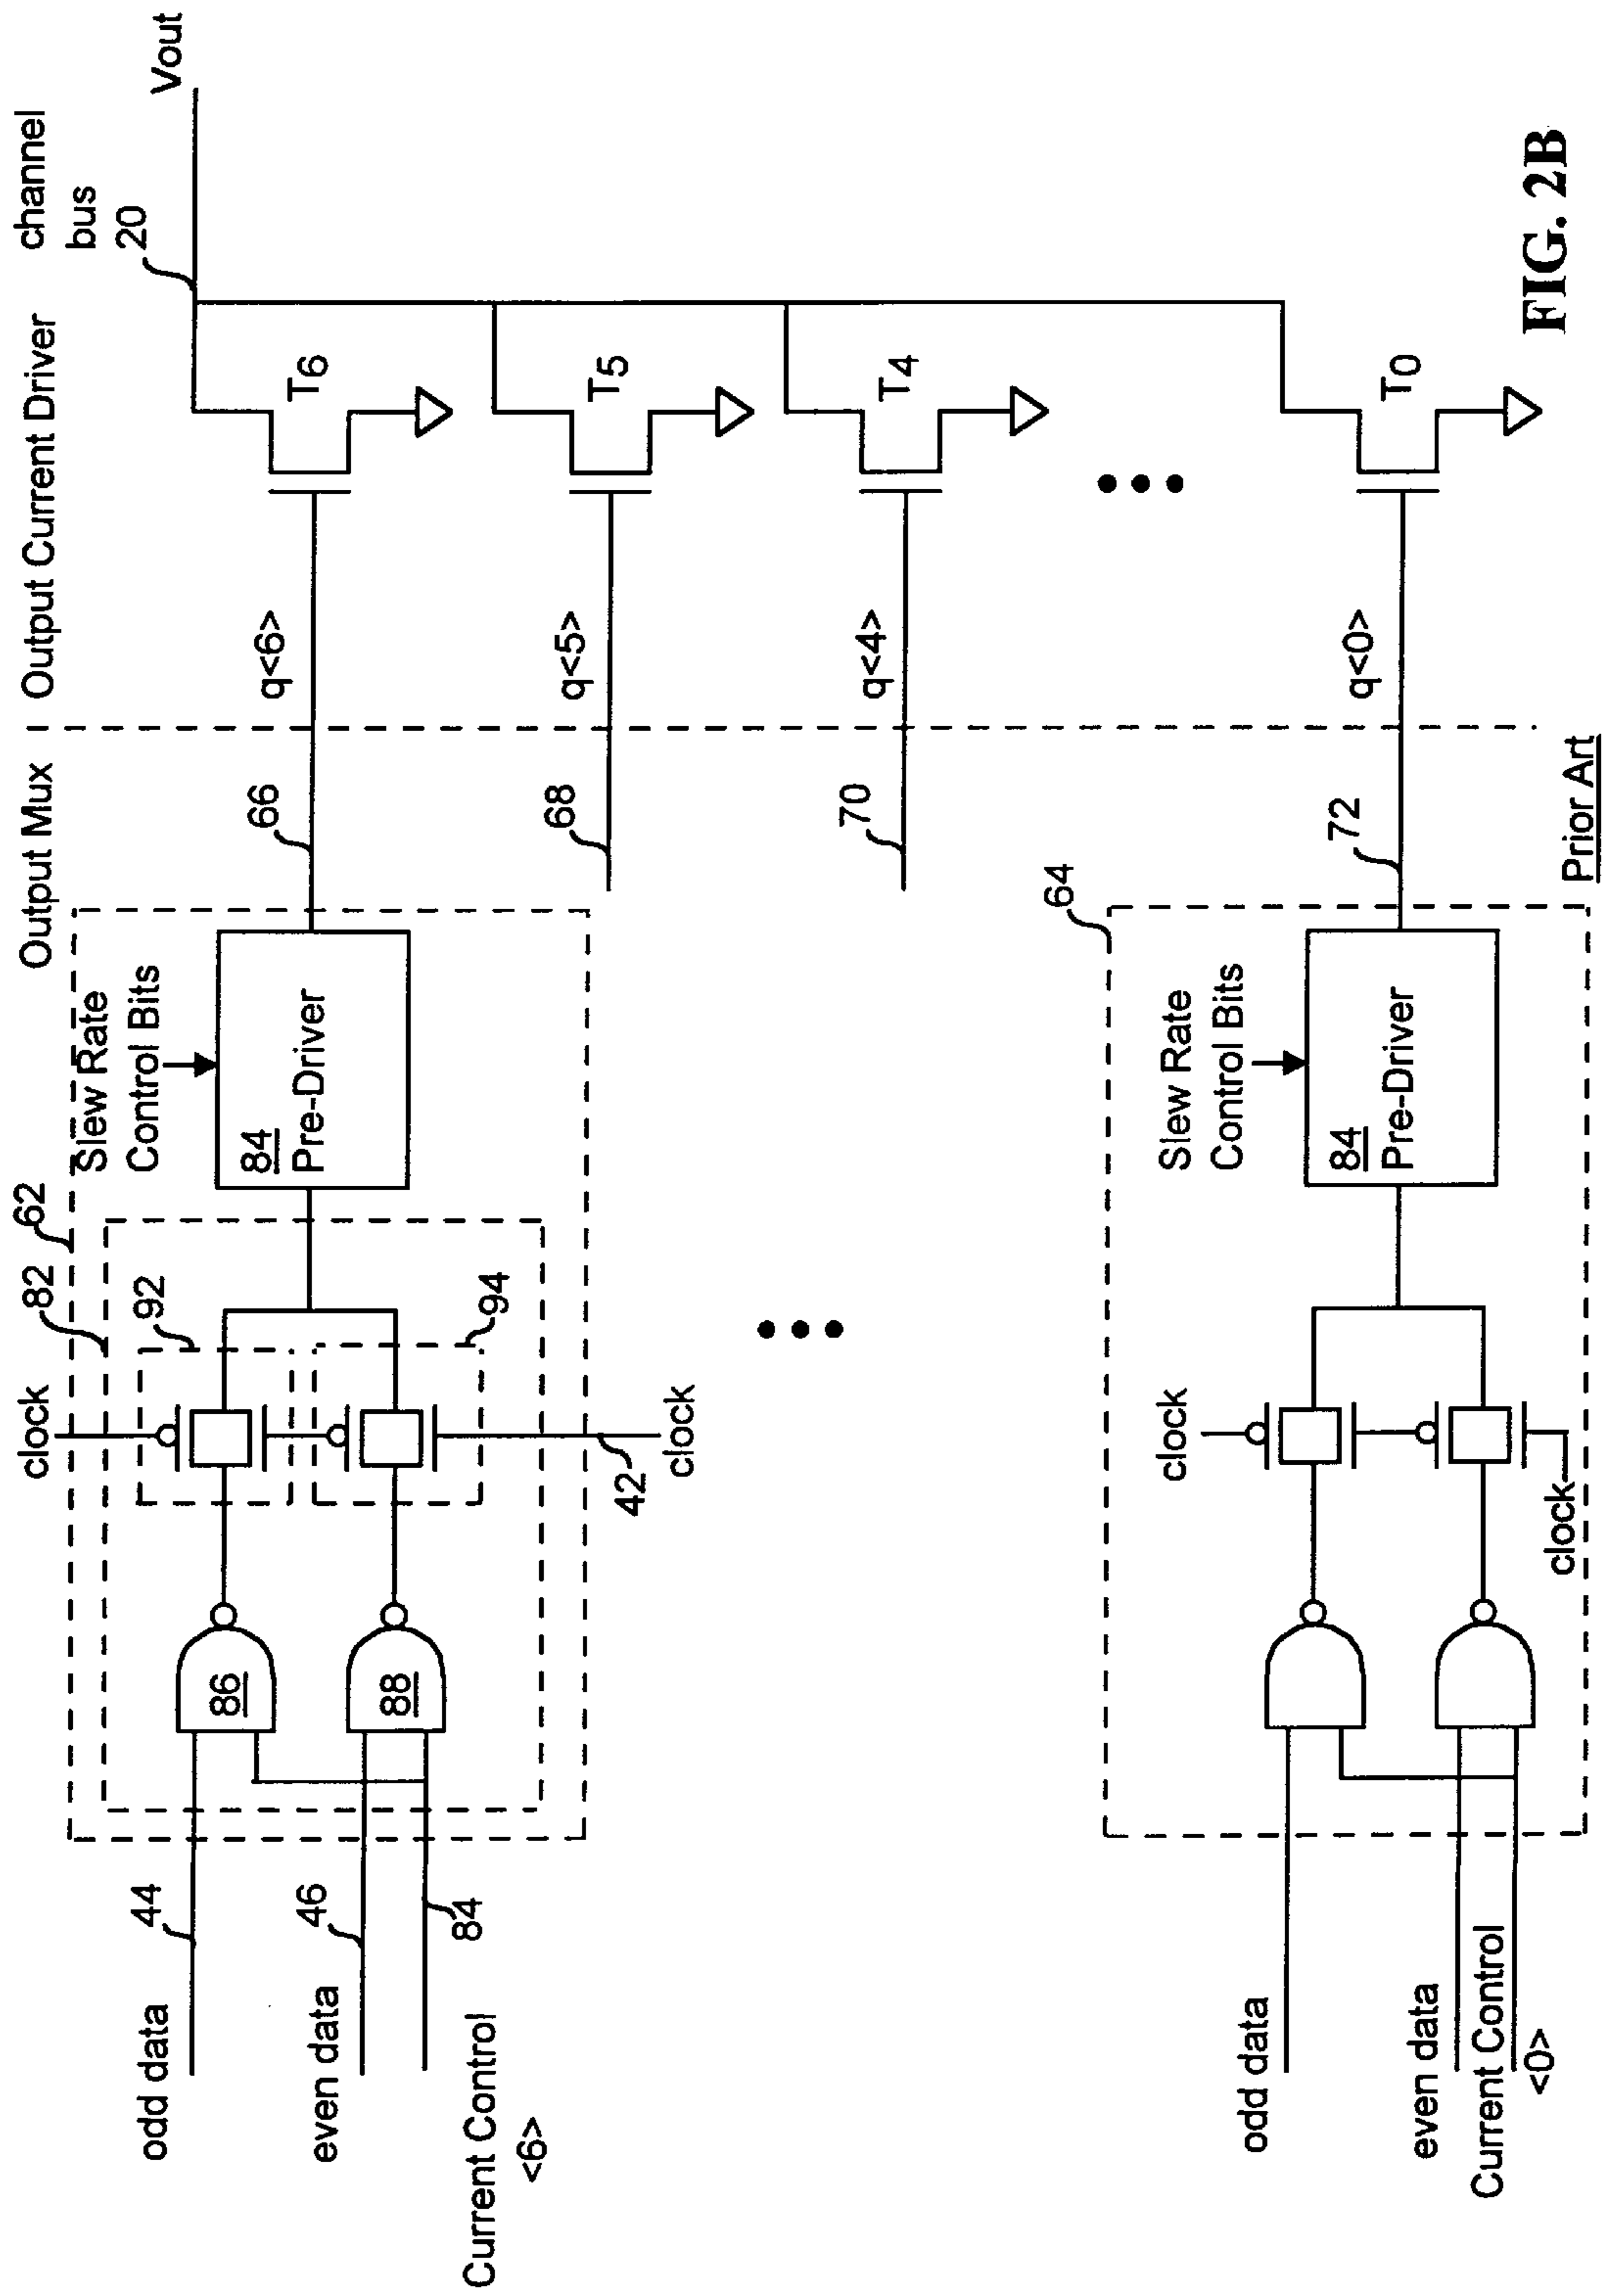 Output Mux
Output Current Driver
channel
bus
20
Vout
62
82
clock
92
94
Slew Rate
Control Bits
84
Pre-Driver
66
q<6>
T6
44
odd data
86
46
even data
88
84
Current Control
<6>
42
clock
68
q<5>
T5
70
q<4>
T4
64
clock
Slew Rate
Control Bits
84
Pre-Driver
72
q<0>
T0
odd data
even data
Current Control
<0>
clock
Prior Art
FIG. 2B